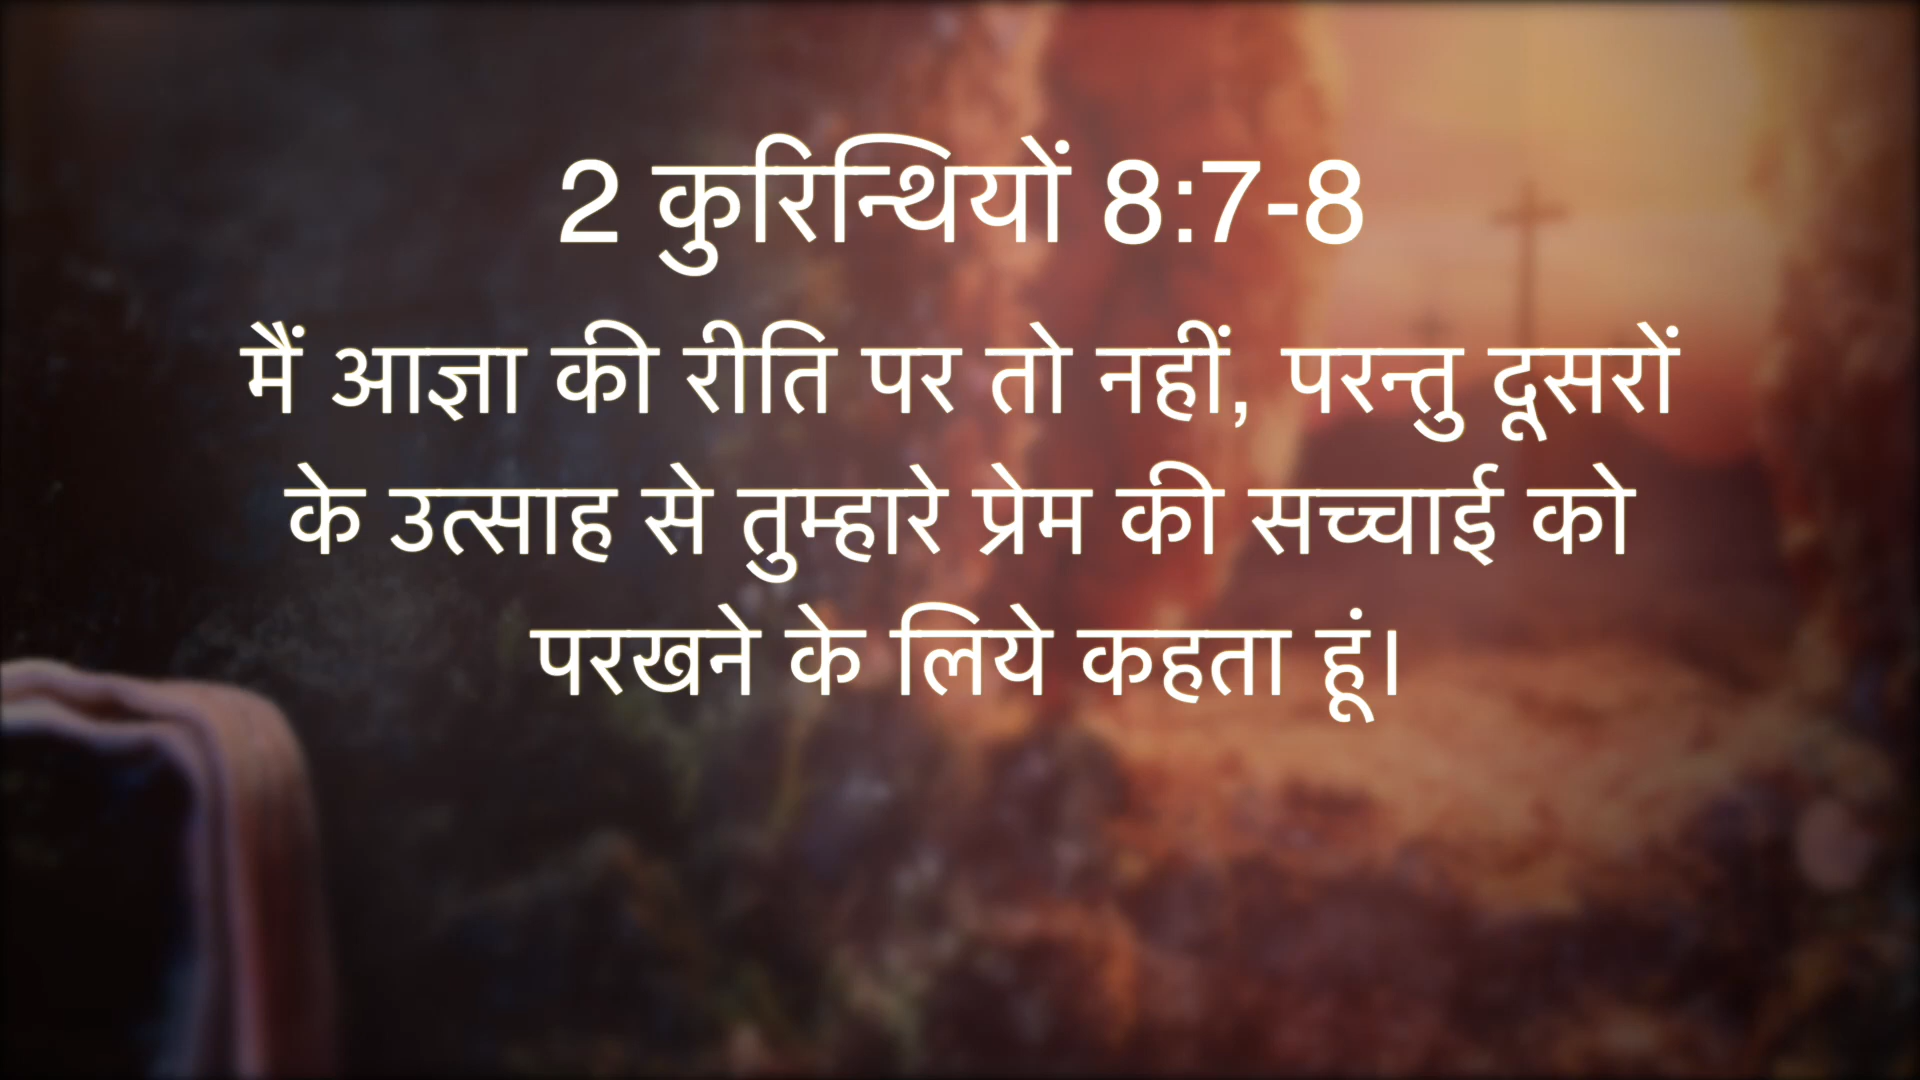 2 कुरिन्थियों 8:7-8
मैं आज्ञा की रीति पर तो नहीं, परन्तु दूसरों
के उत्साह से तुम्हारे प्रेम की सच्चाई को
परखने के लिये कहता हूं।